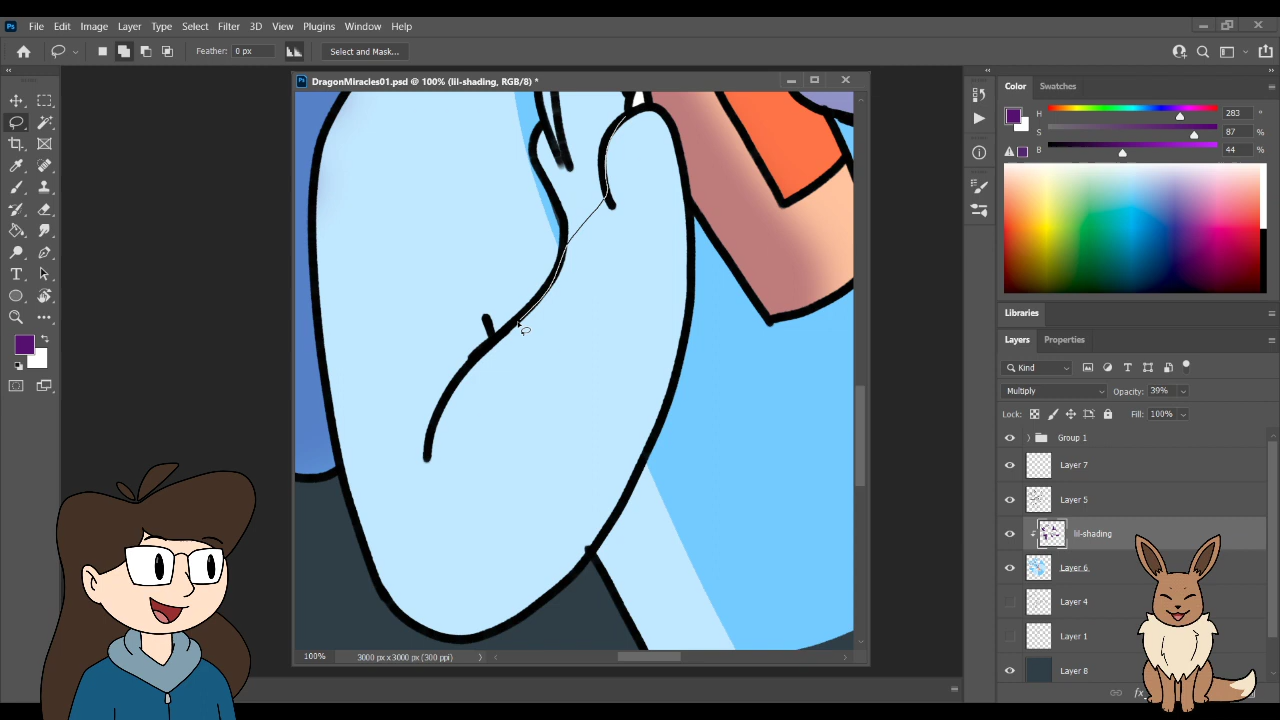 Ps File Edit Image Layer Type Select Filter 3D View Plugins Window Help
Feather: 0 px Select and Mask...
Ps DragonMiracles01.psd @ 100% (lil-shading, RGB/8) *
100% 3000 px x 3000 px (300 ppi)
Color Swatches
H 283 °
S 87 %
B 44 %
Libraries
Layers Properties
Kind
Multiply Opacity: 39%
Lock: Fill: 100%
Group 1
Layer 7
Layer 5
lil-shading
Layer 6
Layer 4
Layer 1
Layer 8
fx